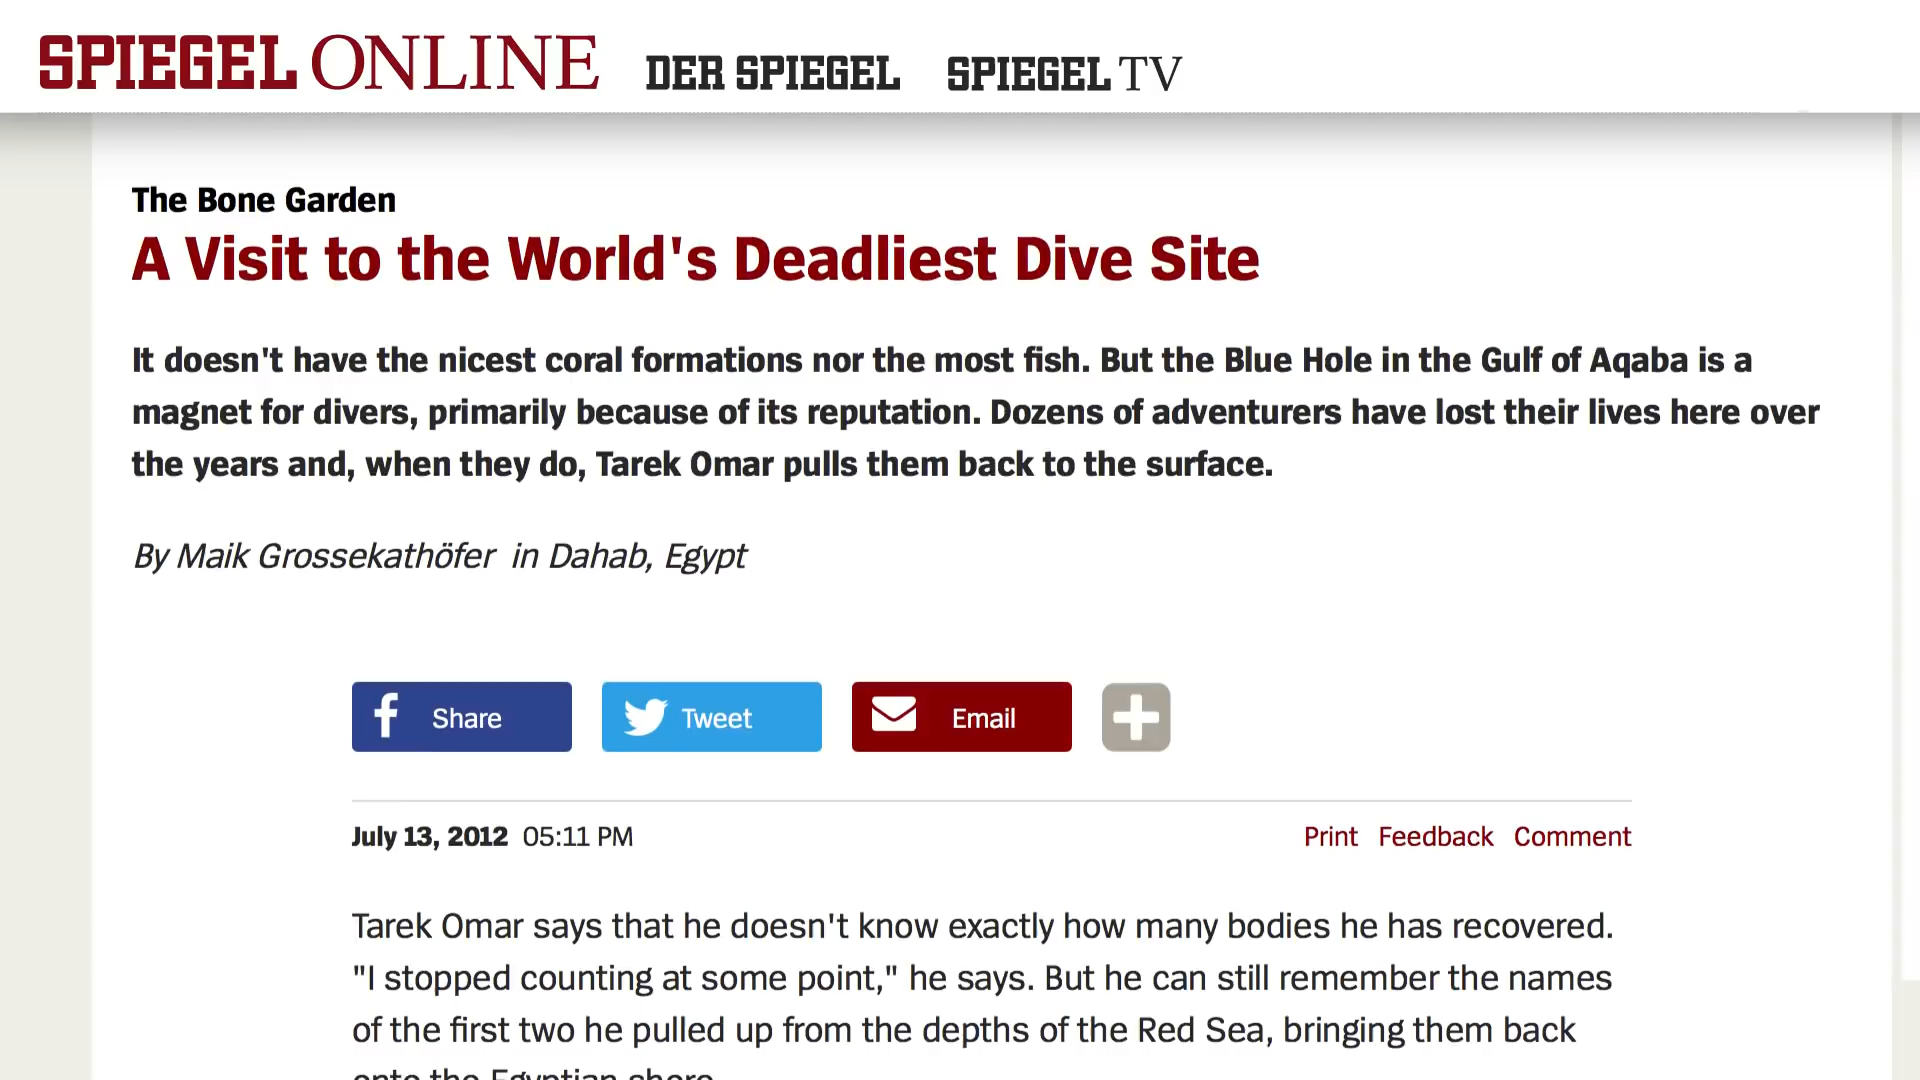 SPIEGEL ONLINE DER SPIEGEL SPIEGEL TV
The Bone Garden
A Visit to the World's Deadliest Dive Site
It doesn't have the nicest coral formations nor the most fish. But the Blue Hole in the Gulf of Aqaba is a
magnet for divers, primarily because of its reputation. Dozens of adventurers have lost their lives here over
the years and, when they do, Tarek Omar pulls them back to the surface.
By Maik Grossekathöfer in Dahab, Egypt
Share Tweet Email
July 13, 2012 05:11 PM Print Feedback Comment
Tarek Omar says that he doesn't know exactly how many bodies he has recovered.
"I stopped counting at some point," he says. But he can still remember the names
of the first two he pulled up from the depths of the Red Sea, bringing them back
onto the Egyptian shore.